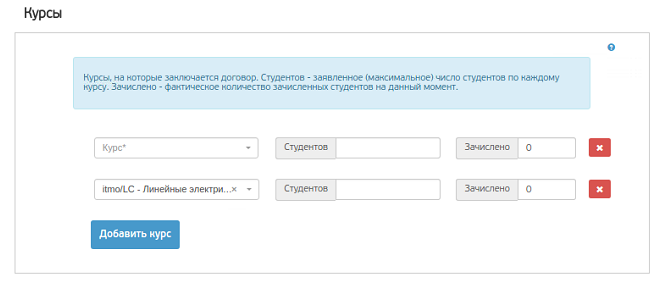 Курсы
Курсы, на которые заключается договор. Студентов - заявленное (максимальное) число студентов по каждому
курсу. Зачислено - фактическое количество зачисленных студентов на данный момент.
Курс* Студентов Зачислено 0
itmo/LC - Линейные электри...× Студентов Зачислено 0
Добавить курс